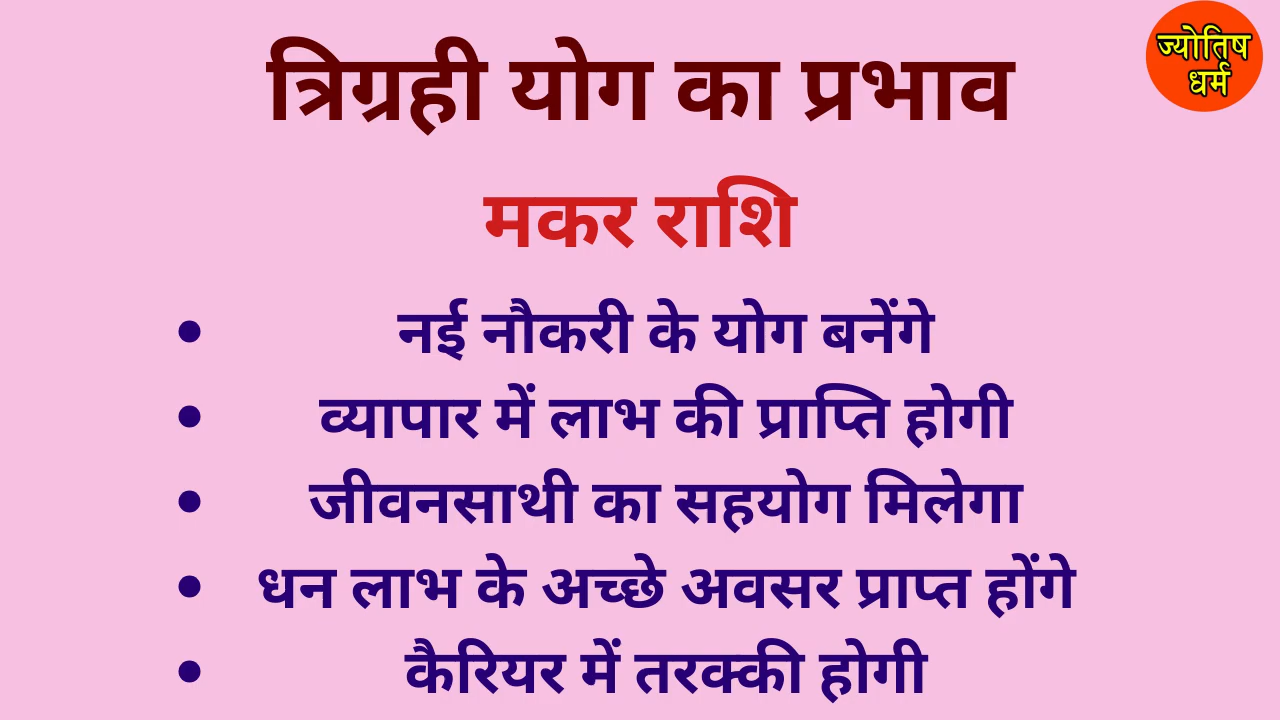 त्रिग्रही योग का प्रभाव
ज्योतिष
धर्म
मकर राशि
• नई नौकरी के योग बनेंगे
• व्यापार में लाभ की प्राप्ति होगी
• जीवनसाथी का सहयोग मिलेगा
• धन लाभ के अच्छे अवसर प्राप्त होंगे
• कैरियर में तरक्की होगी